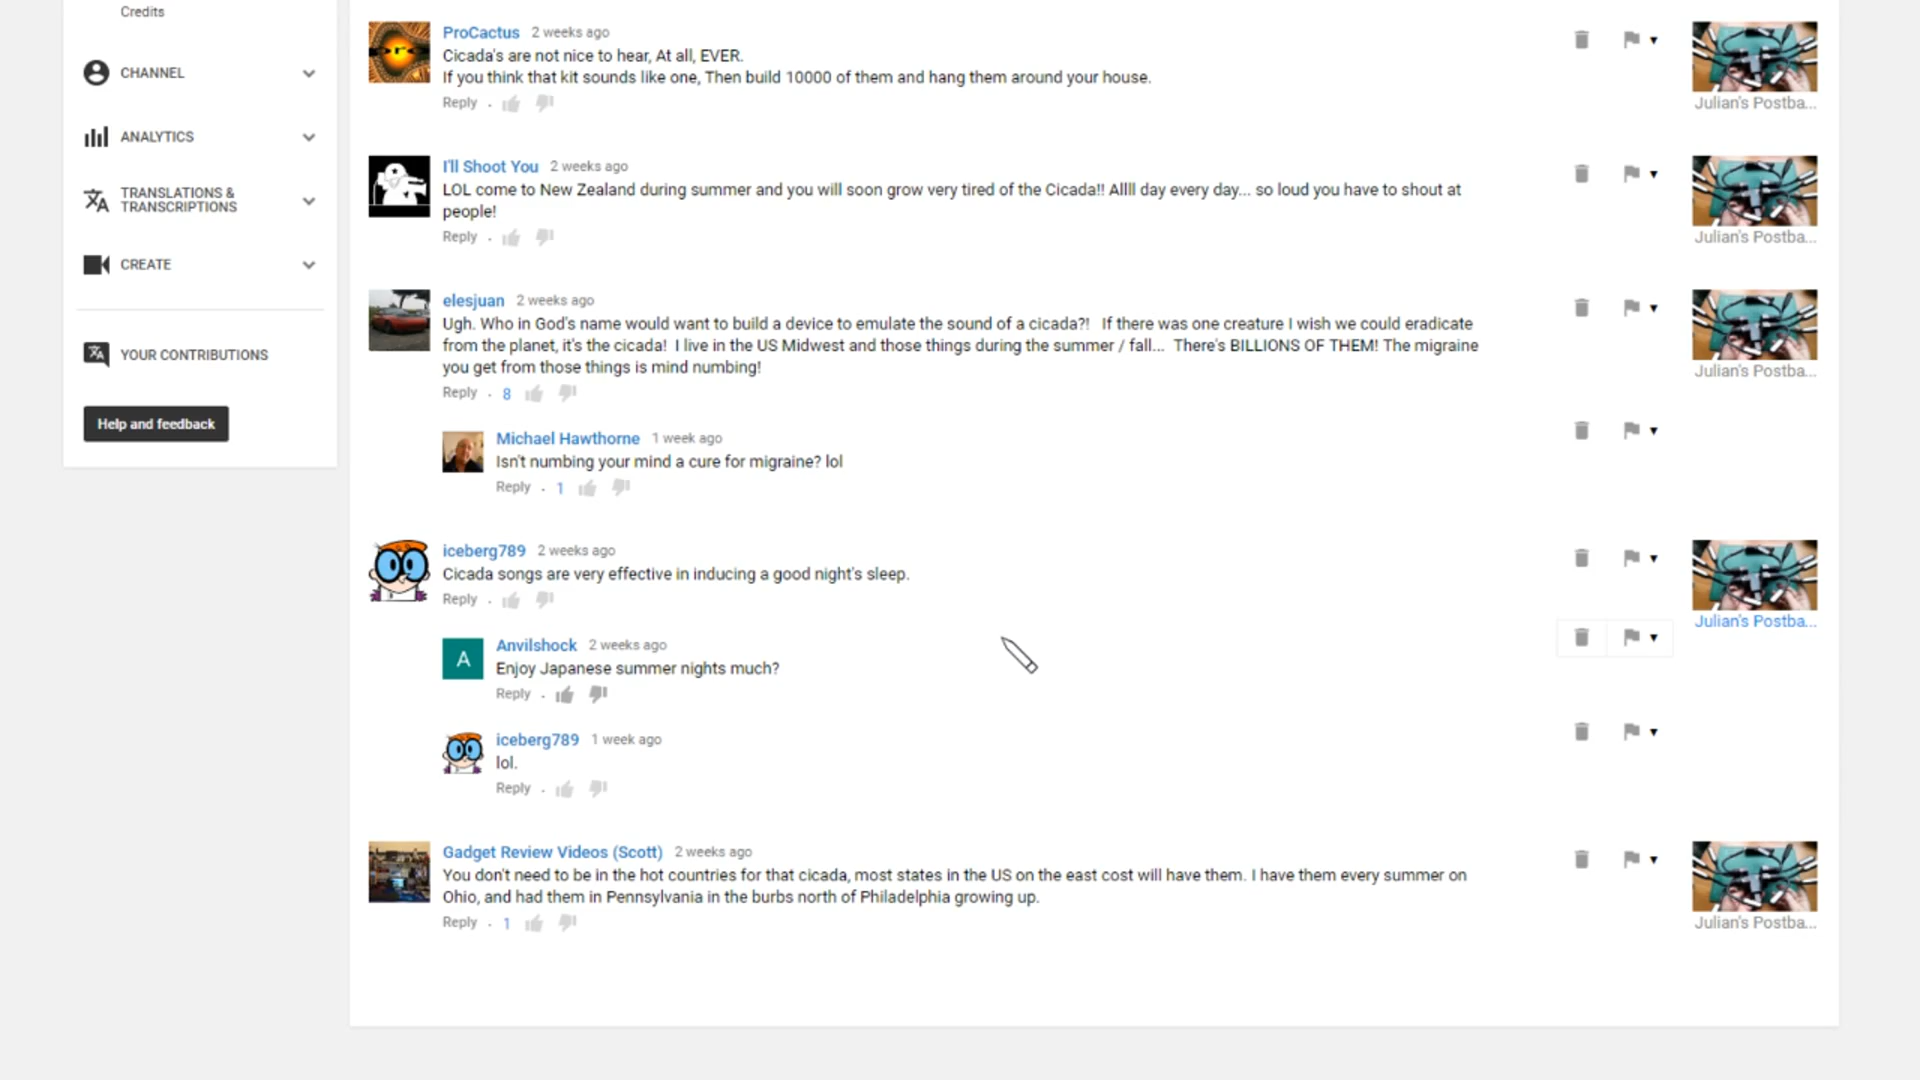 Credits
CHANNEL
ANALYTICS
TRANSLATIONS &
TRANSCRIPTIONS
CREATE
YOUR CONTRIBUTIONS
Help and feedback
ProCactus 2 weeks ago
Cicada's are not nice to hear, At all, EVER.
If you think that kit sounds like one, Then build 10000 of them and hang them around your house.
Reply .
Julian's Postba...
I'll Shoot You 2 weeks ago
LOL come to New Zealand during summer and you will soon grow very tired of the Cicada!! Allll day every day... so loud you have to shout at
people!
Reply .
Julian's Postba...
elesjuan 2 weeks ago
Ugh. Who in God's name would want to build a device to emulate the sound of a cicada?! If there was one creature I wish we could eradicate
from the planet, it's the cicada! I live in the US Midwest and those things during the summer / fall... There's BILLIONS OF THEM! The migraine
you get from those things is mind numbing!
Reply . 8
Julian's Postba...
Michael Hawthorne 1 week ago
Isn't numbing your mind a cure for migraine? lol
Reply . 1
iceberg789 2 weeks ago
Cicada songs are very effective in inducing a good night's sleep.
Reply .
Julian's Postba...
A
Anvilshock 2 weeks ago
Enjoy Japanese summer nights much?
Reply .
iceberg789 1 week ago
lol.
Reply .
Gadget Review Videos (Scott) 2 weeks ago
You don't need to be in the hot countries for that cicada, most states in the US on the east cost will have them. I have them every summer on
Ohio, and had them in Pennsylvania in the burbs north of Philadelphia growing up.
Reply . 1
Julian's Postba...